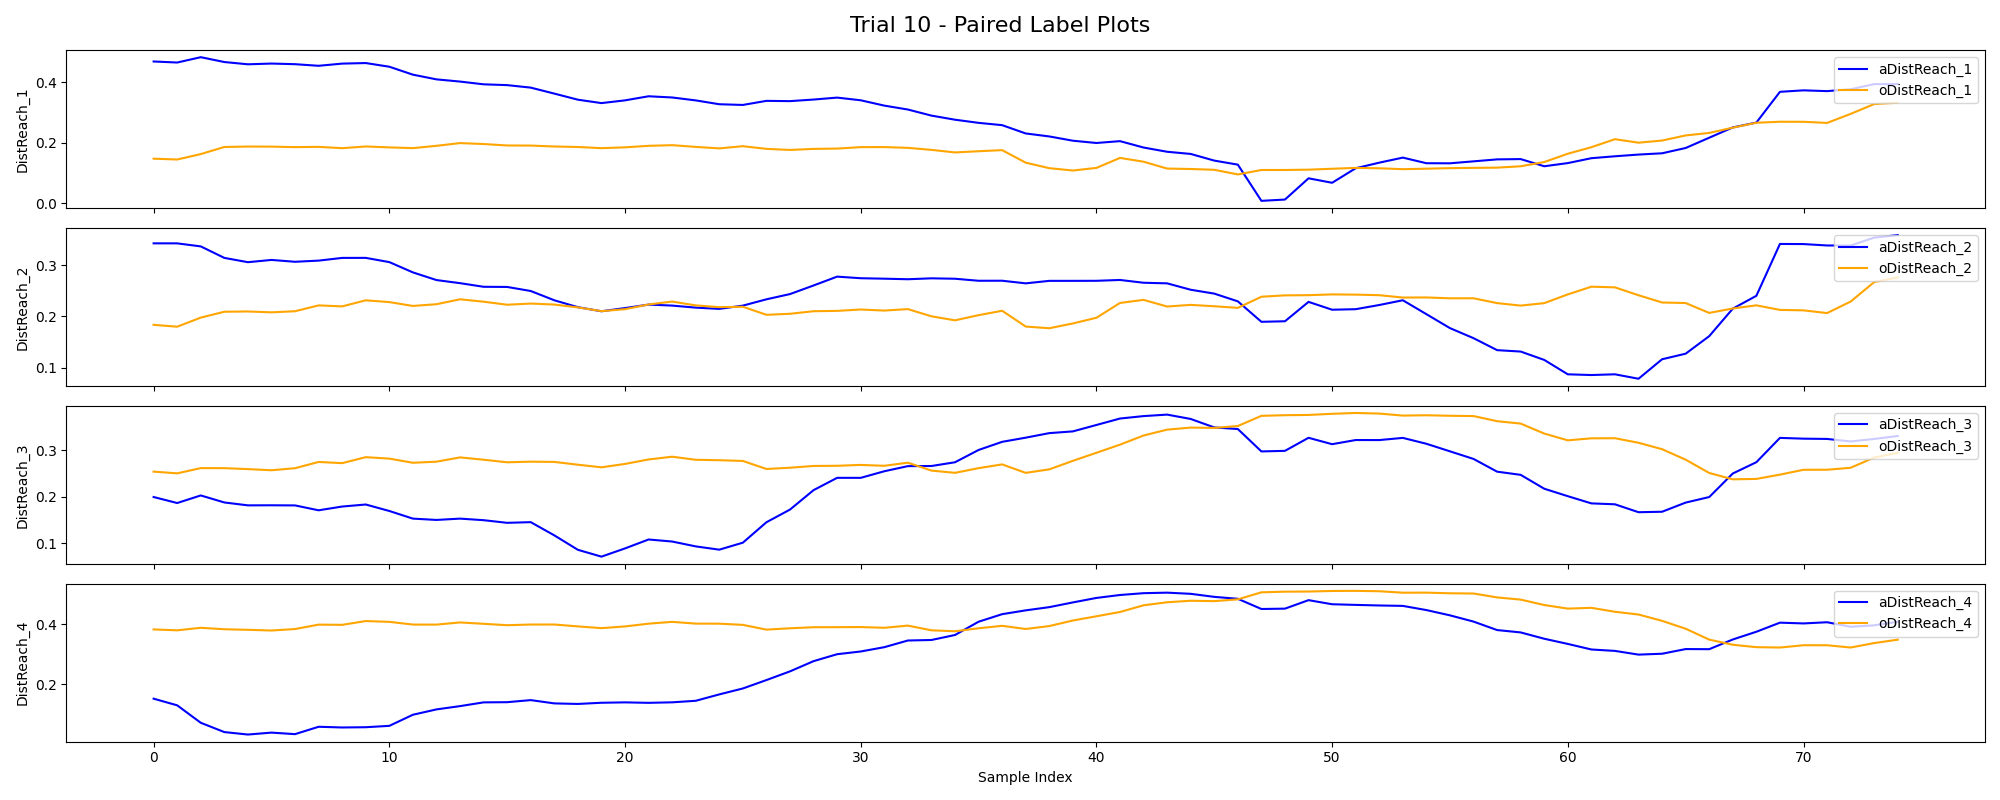 Trial 10 - Paired Label Plots
DistReach_1
0.4
0.2
0.0
aDistReach_1
oDistReach_1
DistReach_2
0.3
0.2
0.1
aDistReach_2
oDistReach_2
DistReach_3
0.3
0.2
0.1
aDistReach_3
oDistReach_3
DistReach_4
0.4
0.2
aDistReach_4
oDistReach_4
0 10 20 30 40 50 60 70
Sample Index